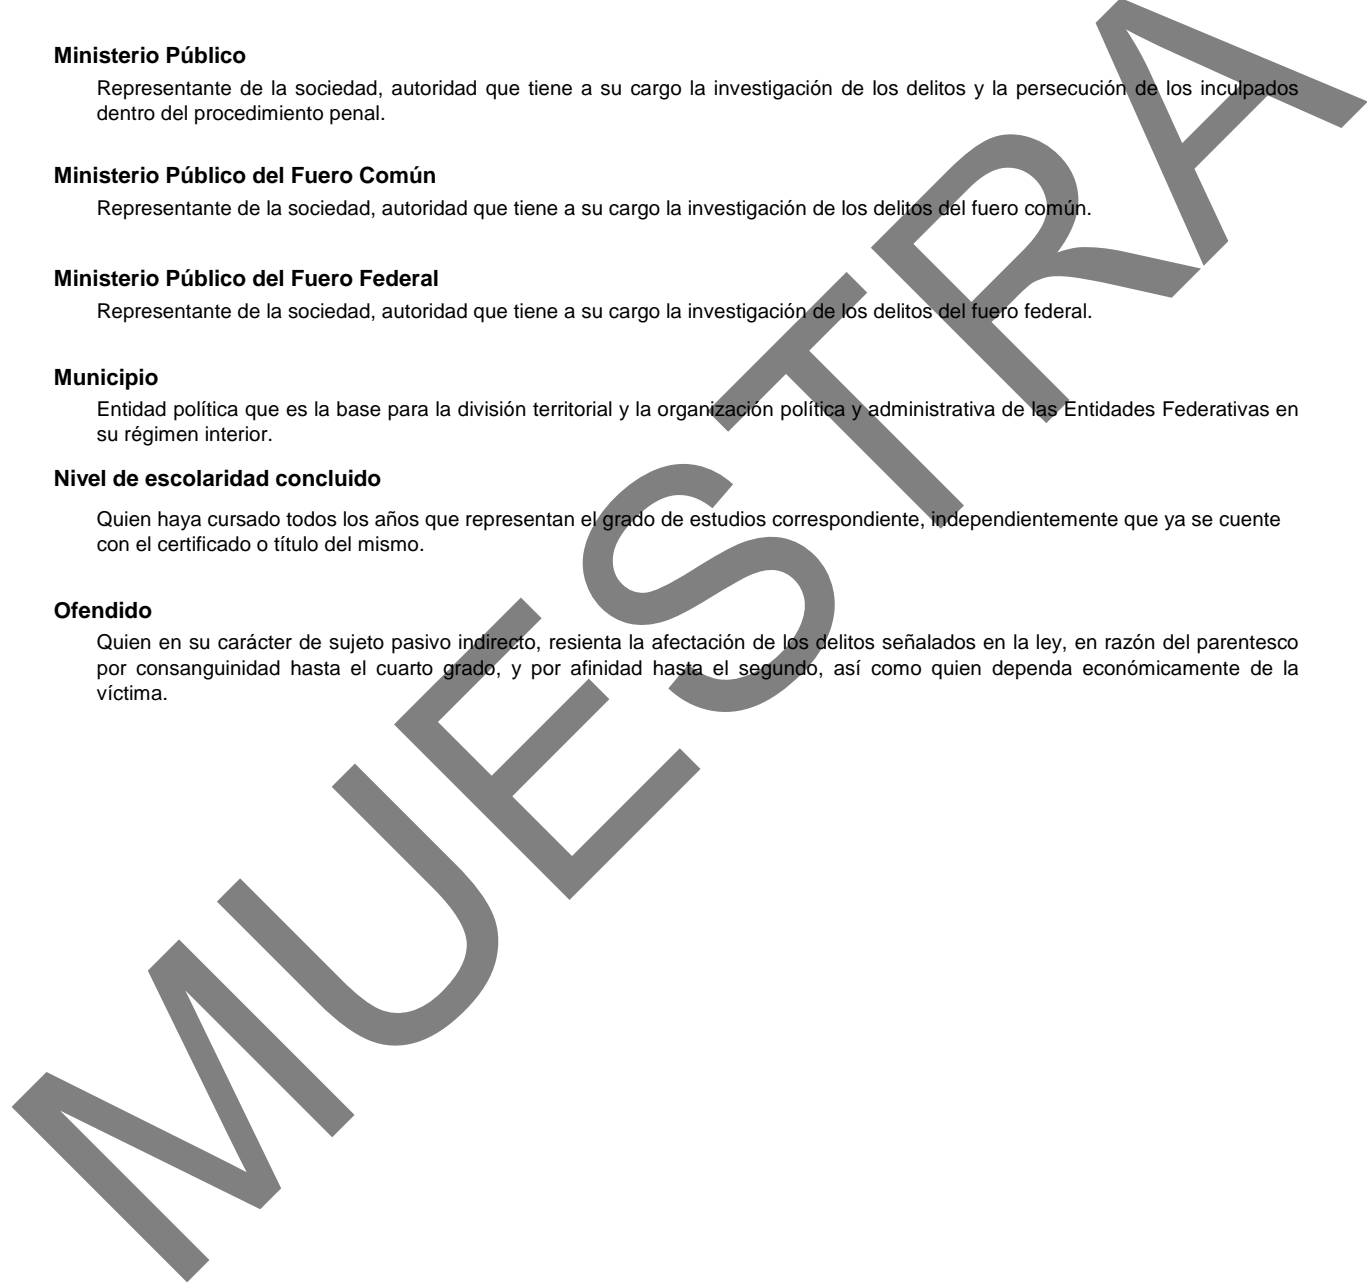 Ministerio Público
Representante de la sociedad, autoridad que tiene a su cargo la investigación de los delitos y la persecución de los inculpados
dentro del procedimiento penal.
Ministerio Público del Fuero Común
Representante de la sociedad, autoridad que tiene a su cargo la investigación de los delitos del fuero común.
Ministerio Público del Fuero Federal
Representante de la sociedad, autoridad que tiene a su cargo la investigación de los delitos del fuero federal.
Municipio
Entidad política que es la base para la división territorial y la organización política y administrativa de las Entidades Federativas en
su régimen interior.
Nivel de escolaridad concluido
Quien haya cursado todos los años que representan el grado de estudios correspondiente, independientemente que ya se cuente
con el certificado o título del mismo.
Ofendido
Quien en su carácter de sujeto pasivo indirecto, resienta la afectación de los delitos señalados en la ley, en razón del parentesco
por consanguinidad hasta el cuarto grado, y por afinidad hasta el segundo, así como quien dependa económicamente de la
víctima.
MUESTRA